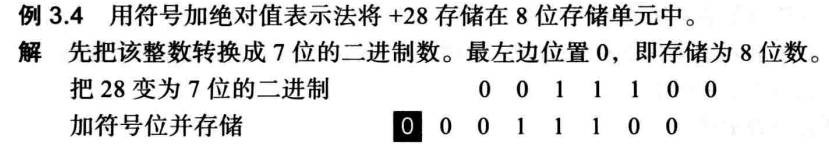 例 3.4 用符号加绝对值表示法将 +28 存储在 8 位存储单元中。
解 先把该整数转换成 7 位的二进制数。最左边位置 0，即存储为 8 位数。
把 28 变为 7 位的二进制 0 0 1 1 1 0 0
加符号位并存储 0 0 0 1 1 1 0 0